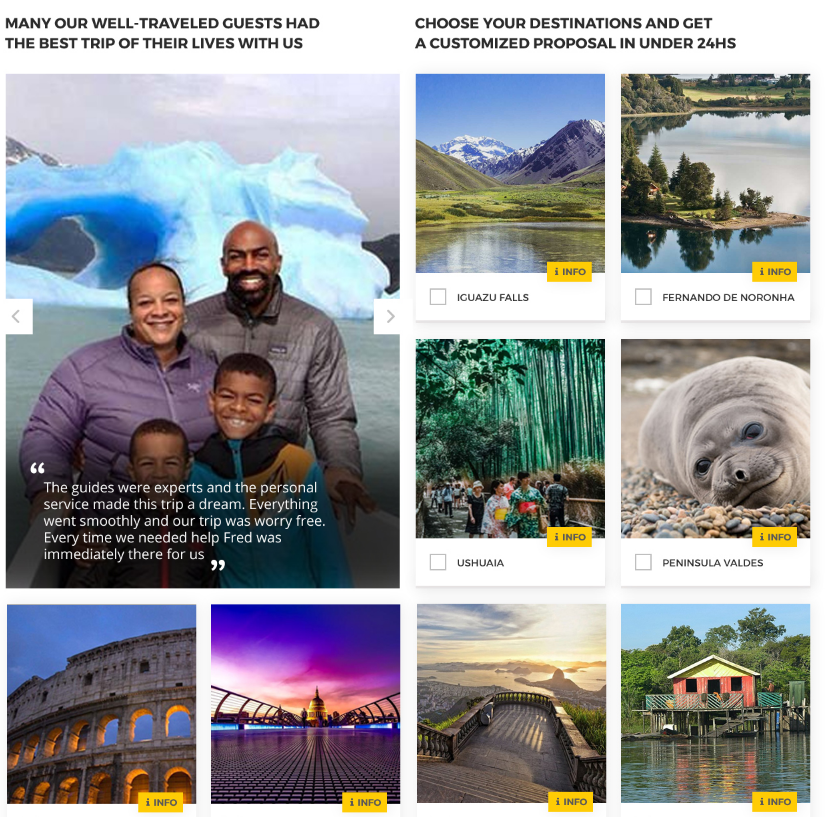 MANY OUR WELL-TRAVELED GUESTS HAD
THE BEST TRIP OF THEIR LIVES WITH US
CHOOSE YOUR DESTINATIONS AND GET
A CUSTOMIZED PROPOSAL IN UNDER 24HS
“
The guides were experts and the personal
service made this trip a dream. Everything
went smoothly and our trip was worry free.
Every time we needed help Fred was
immediately there for us
”
i INFO
IGUAZU FALLS
i INFO
FERNANDO DE NORONHA
i INFO
USHUAIA
i INFO
PENINSULA VALDES
i INFO
i INFO
i INFO
i INFO